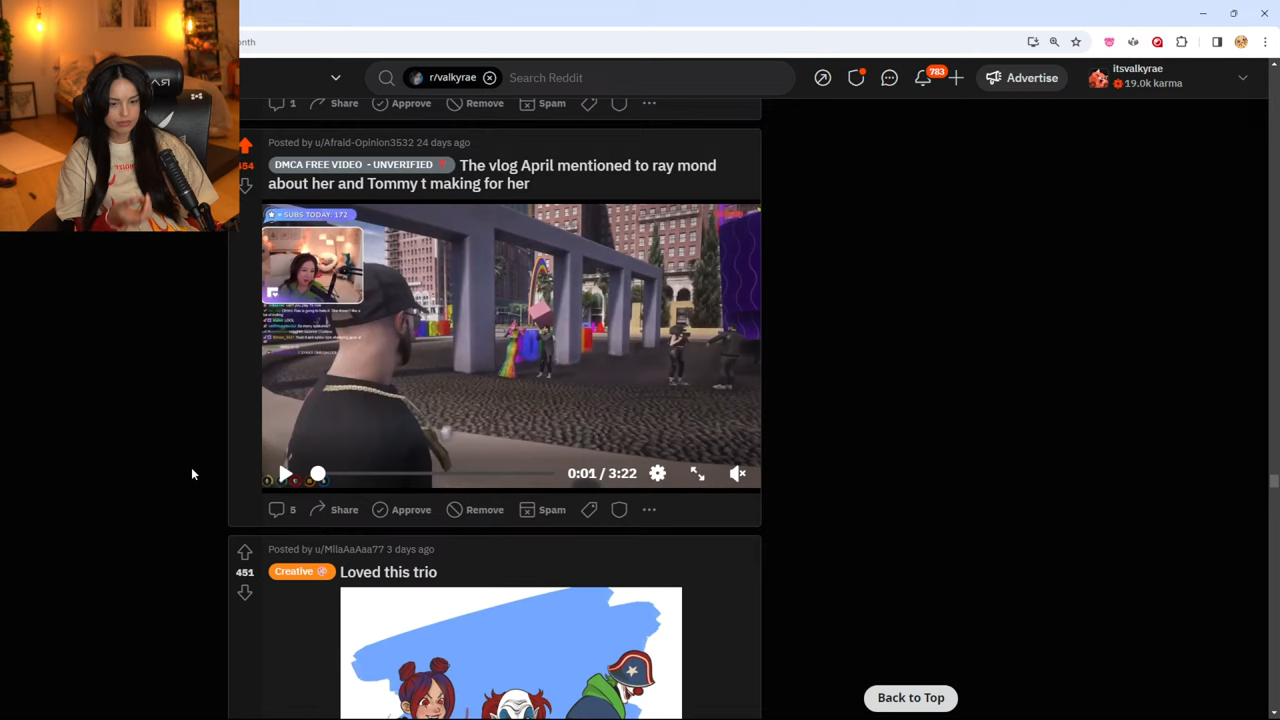 onth
r/valkyrae
Search Reddit
783
Advertise
itsvalkyrae
19.0k karma
1
Share
Approve
Remove
Spam
Posted by u/Afraid-Opinion3532 24 days ago
454
DMCA FREE VIDEO - UNVERIFIED The vlog April mentioned to ray mond
about her and Tommy t making for her
SUBS TODAY: 172
0:01 / 3:22
5
Share
Approve
Remove
Spam
Posted by u/MllaAaAaa77 3 days ago
451
Creative Loved this trio
Back to Top